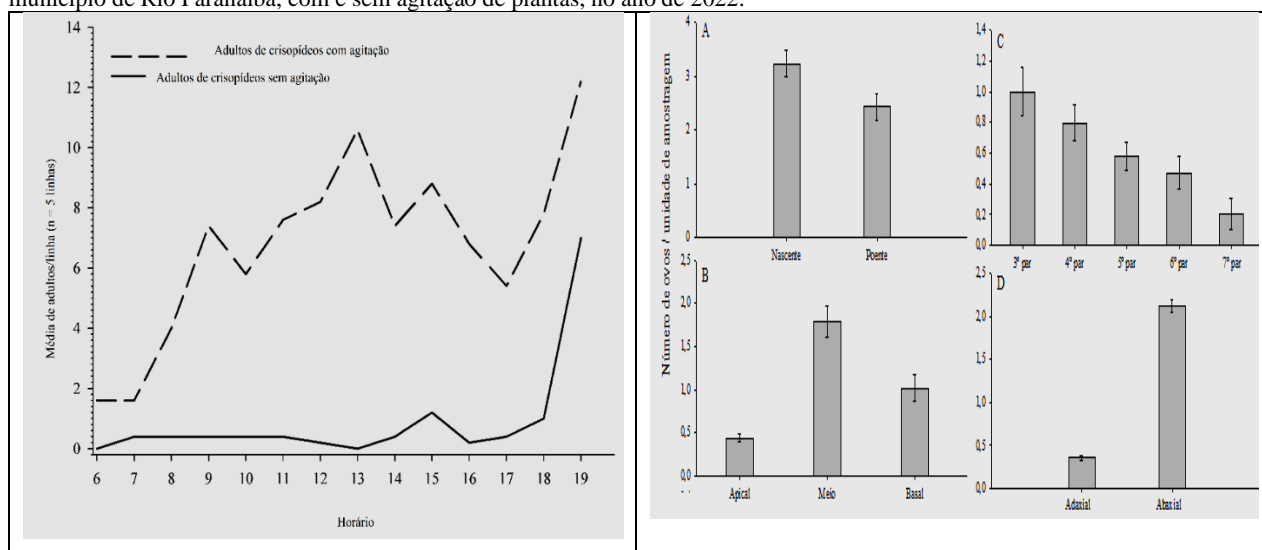 município de Rio Paranaíba, com e sem agitação de plantas, no ano de 2022.
14
12
10
8
6
4
2
0
Adultos de crisopídeos com agitação
Adultos de crisopídeos sem agitação
Média de adultos/linha (n = 5 linhas)
6 7 8 9 10 11 12 13 14 15 16 17 18 19
Horário
Número de ovos / unidade de amostragem
A
4
3
2
1
0
Nascente Poente
C
1,4
1,2
1,0
0,8
0,6
0,4
0,2
0,0
3º par 4º par 5º par 6º par 7º par
B
2,5
2,0
1,5
1,0
0,5
0,0
Apical Meio Basal
D
2,5
2,0
1,5
1,0
0,5
0,0
Adaxial Abaxial